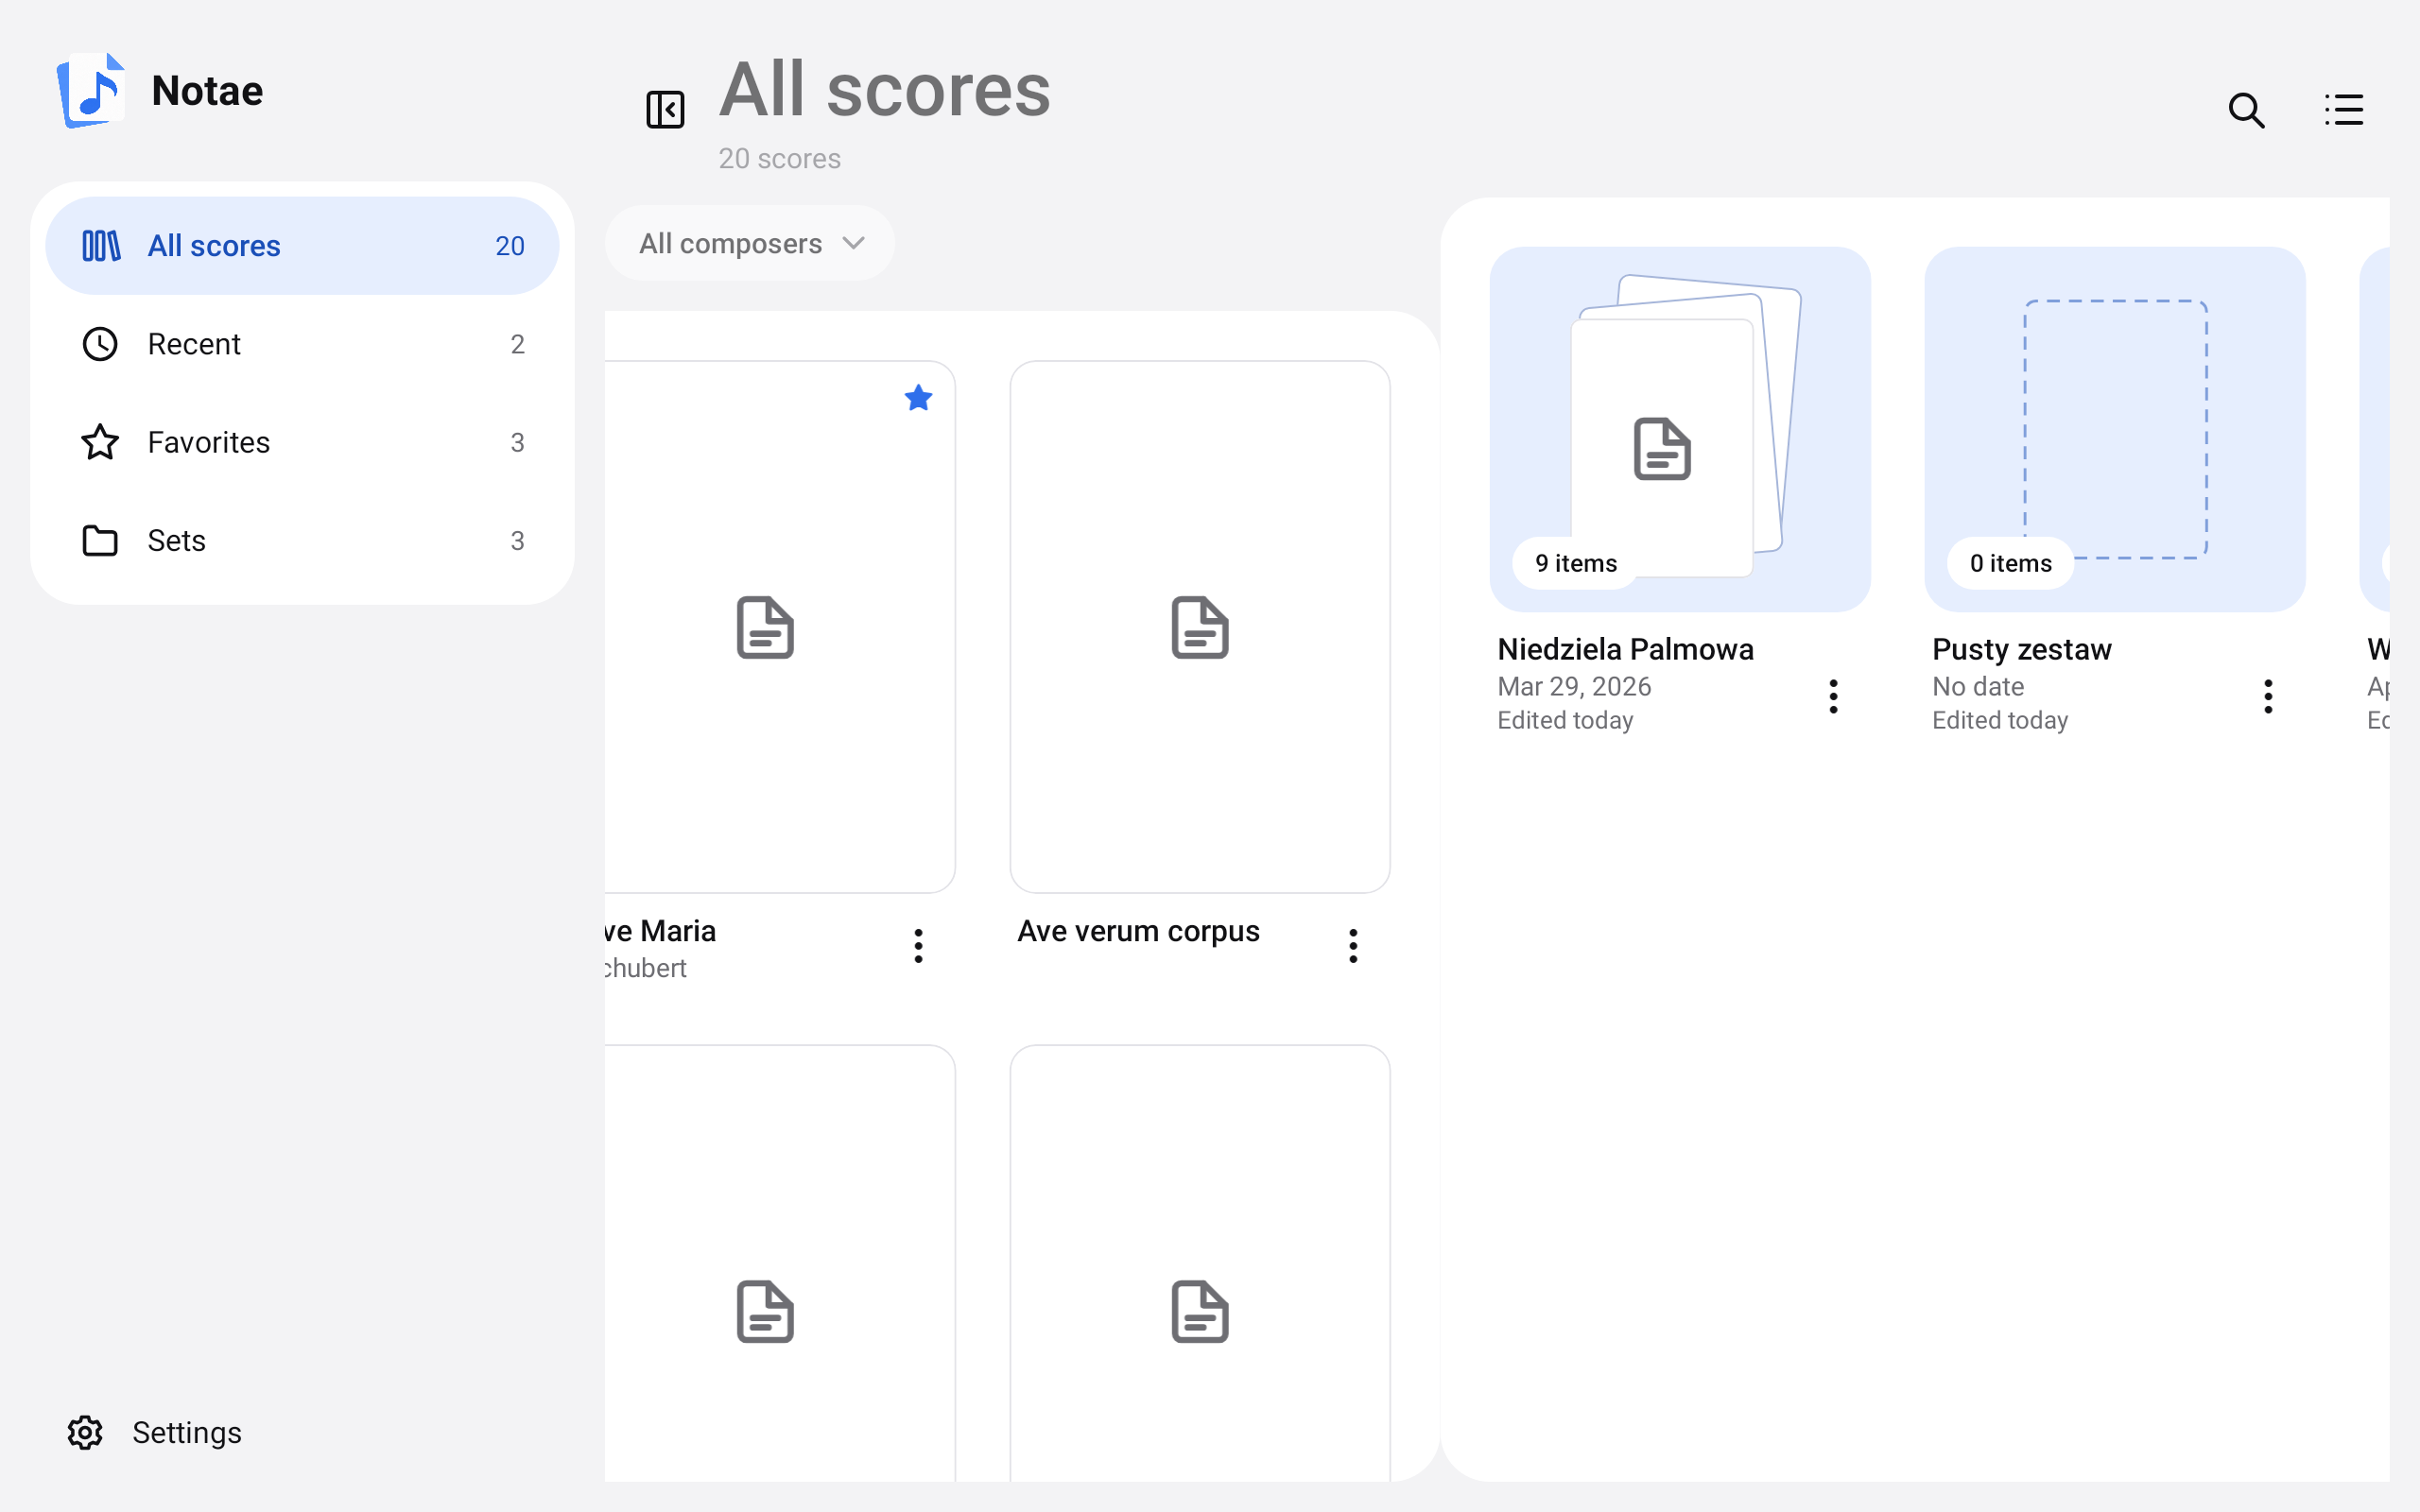 Notae
All scores 20
Recent 2
Favorites 3
Sets 3
Settings
All scores
20 scores
All composers
ve Maria
chubert
Ave verum corpus
9 items
Niedziela Palmowa
Mar 29, 2026
Edited today
0 items
Pusty zestaw
No date
Edited today